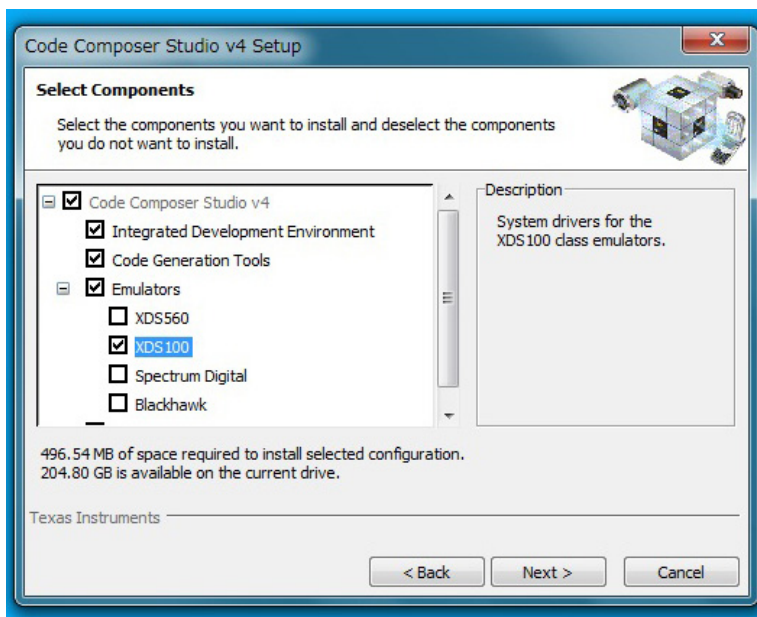 Code Composer Studio v4 Setup
Select Components
Select the components you want to install and deselect the components
you do not want to install.
Code Composer Studio v4
Integrated Development Environment
Code Generation Tools
Emulators
XDS560
XDS100
Spectrum Digital
Blackhawk
Description
System drivers for the
XDS100 class emulators.
496.54 MB of space required to install selected configuration.
204.80 GB is available on the current drive.
Texas Instruments
< Back
Next >
Cancel